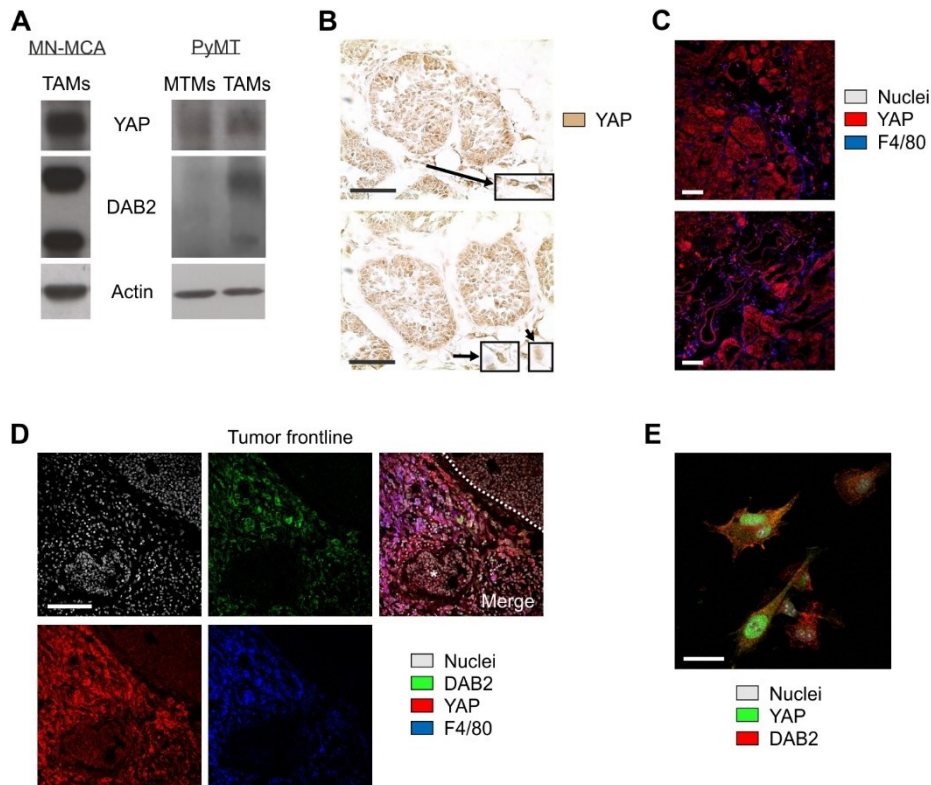 A
MN-MCA
PyMT
TAMs
MTMs TAMs
YAP
DAB2
Actin
B
YAP
C
Nuclei
YAP
F4/80
D
Tumor frontline
*
Merge
Nuclei
DAB2
YAP
F4/80
E
Nuclei
YAP
DAB2